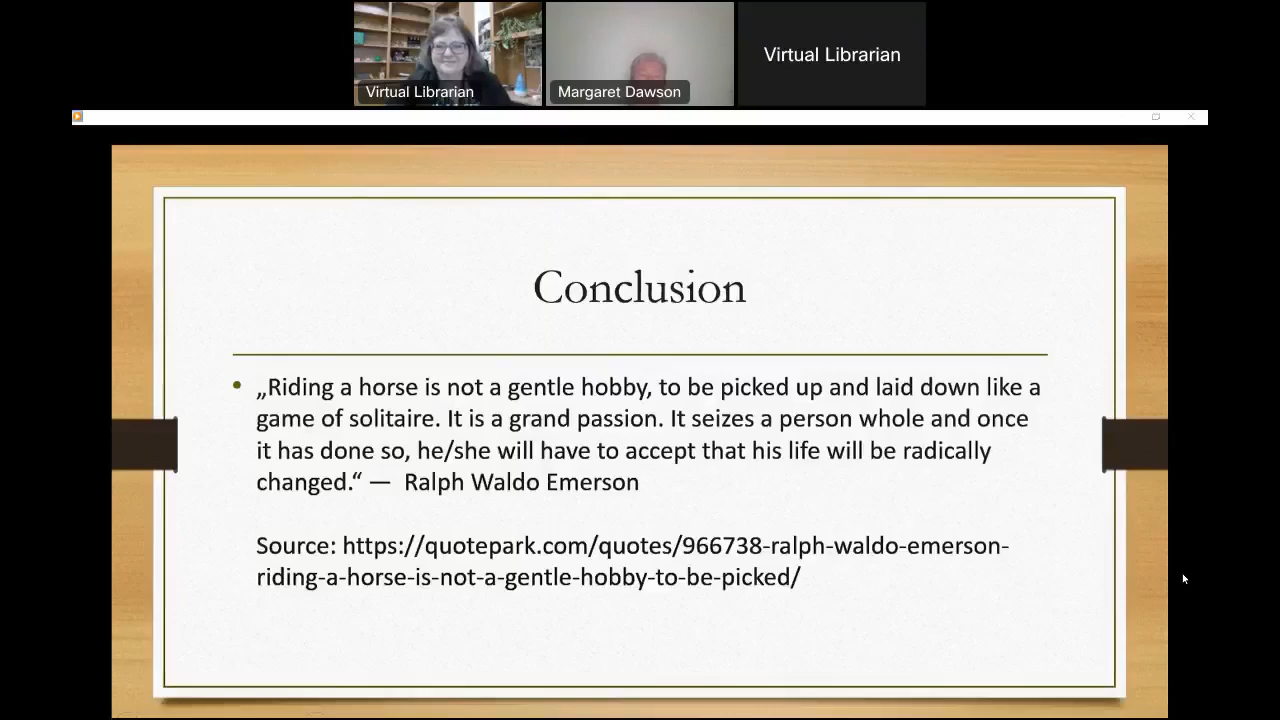 Virtual Librarian
Margaret Dawson
Virtual Librarian
Conclusion
• „Riding a horse is not a gentle hobby, to be picked up and laid down like a
game of solitaire. It is a grand passion. It seizes a person whole and once
it has done so, he/she will have to accept that his life will be radically
changed.“ — Ralph Waldo Emerson
Source: https://quotepark.com/quotes/966738-ralph-waldo-emerson-
riding-a-horse-is-not-a-gentle-hobby-to-be-picked/